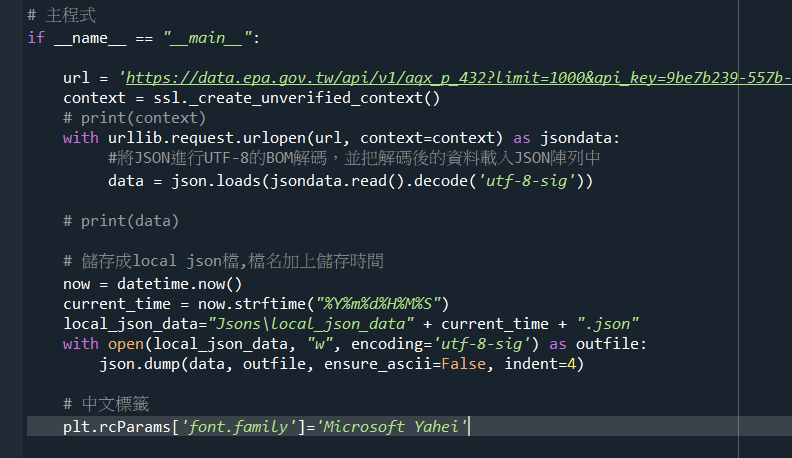 # 主程式
if __name__ == "__main__":
url = 'https://data.epa.gov.tw/api/v1/aqx_p_432?limit=1000&api_key=9be7b239-557b-
context = ssl._create_unverified_context()
# print(context)
with urllib.request.urlopen(url, context=context) as jsondata:
#將JSON進行UTF-8的BOM解碼，並把解碼後的資料載入JSON陣列中
data = json.loads(jsondata.read().decode('utf-8-sig'))
# print(data)
# 儲存成local json檔,檔名加上儲存時間
now = datetime.now()
current_time = now.strftime("%Y%m%d%H%M%S")
local_json_data="Jsons\local_json_data" + current_time + ".json"
with open(local_json_data, "w", encoding='utf-8-sig') as outfile:
json.dump(data, outfile, ensure_ascii=False, indent=4)
# 中文標籤
plt.rcParams['font.family']='Microsoft Yahei'